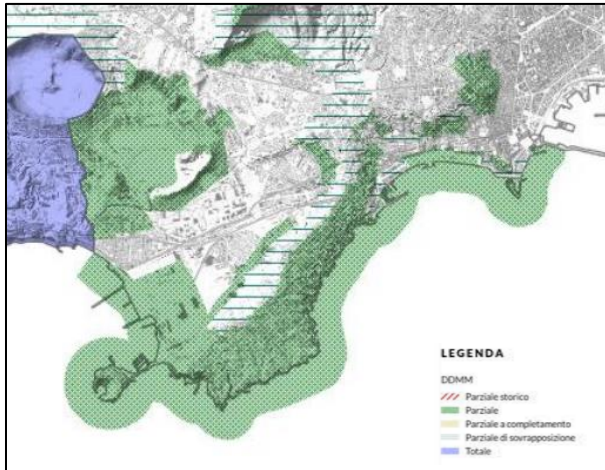 LEGENDA
DDMM
Parziale storico
Parziale
Parziale a completamento
Parziale di sovrapposizione
Totale